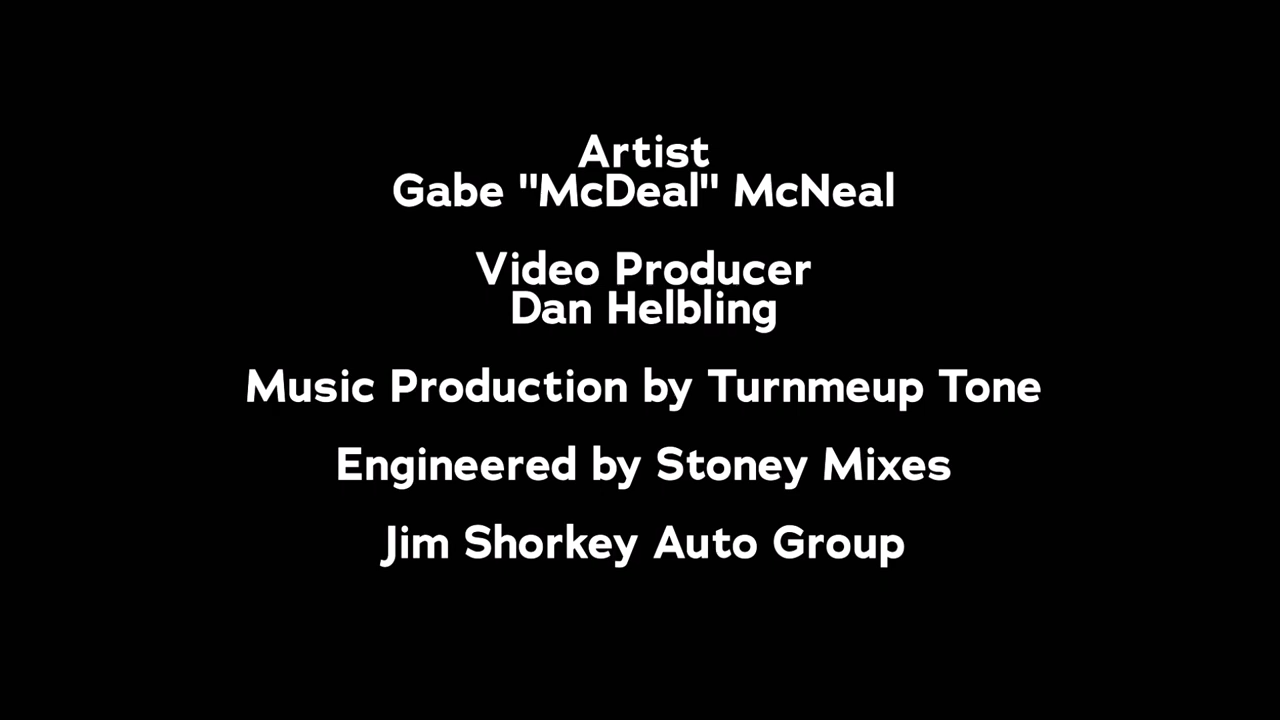 Artist
Gabe "McDeal" McNeal
Video Producer
Dan Helbling
Music Production by Turnmeup Tone
Engineered by Stoney Mixes
Jim Shorkey Auto Group